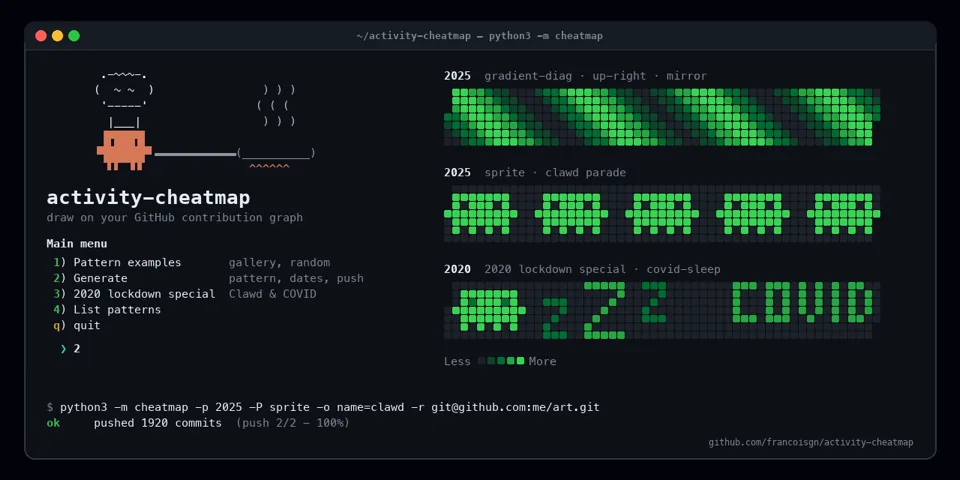 ~/activity-cheatmap — python3 -m cheatmap
activity-cheatmap
draw on your GitHub contribution graph
Main menu
1) Pattern examples gallery, random
2) Generate pattern, dates, push
3) 2020 lockdown special Clawd & COVID
4) List patterns
q) quit
❯ 2
2025 gradient-diag · up-right · mirror
2025 sprite · clawd parade
2020 2020 lockdown special · covid-sleep
z Z z COVID
Less More
$ python3 -m cheatmap -p 2025 -P sprite -o name=clawd -r git@github.com:me/art.git
ok pushed 1920 commits (push 2/2 — 100%)
github.com/francoisgn/activity-cheatmap